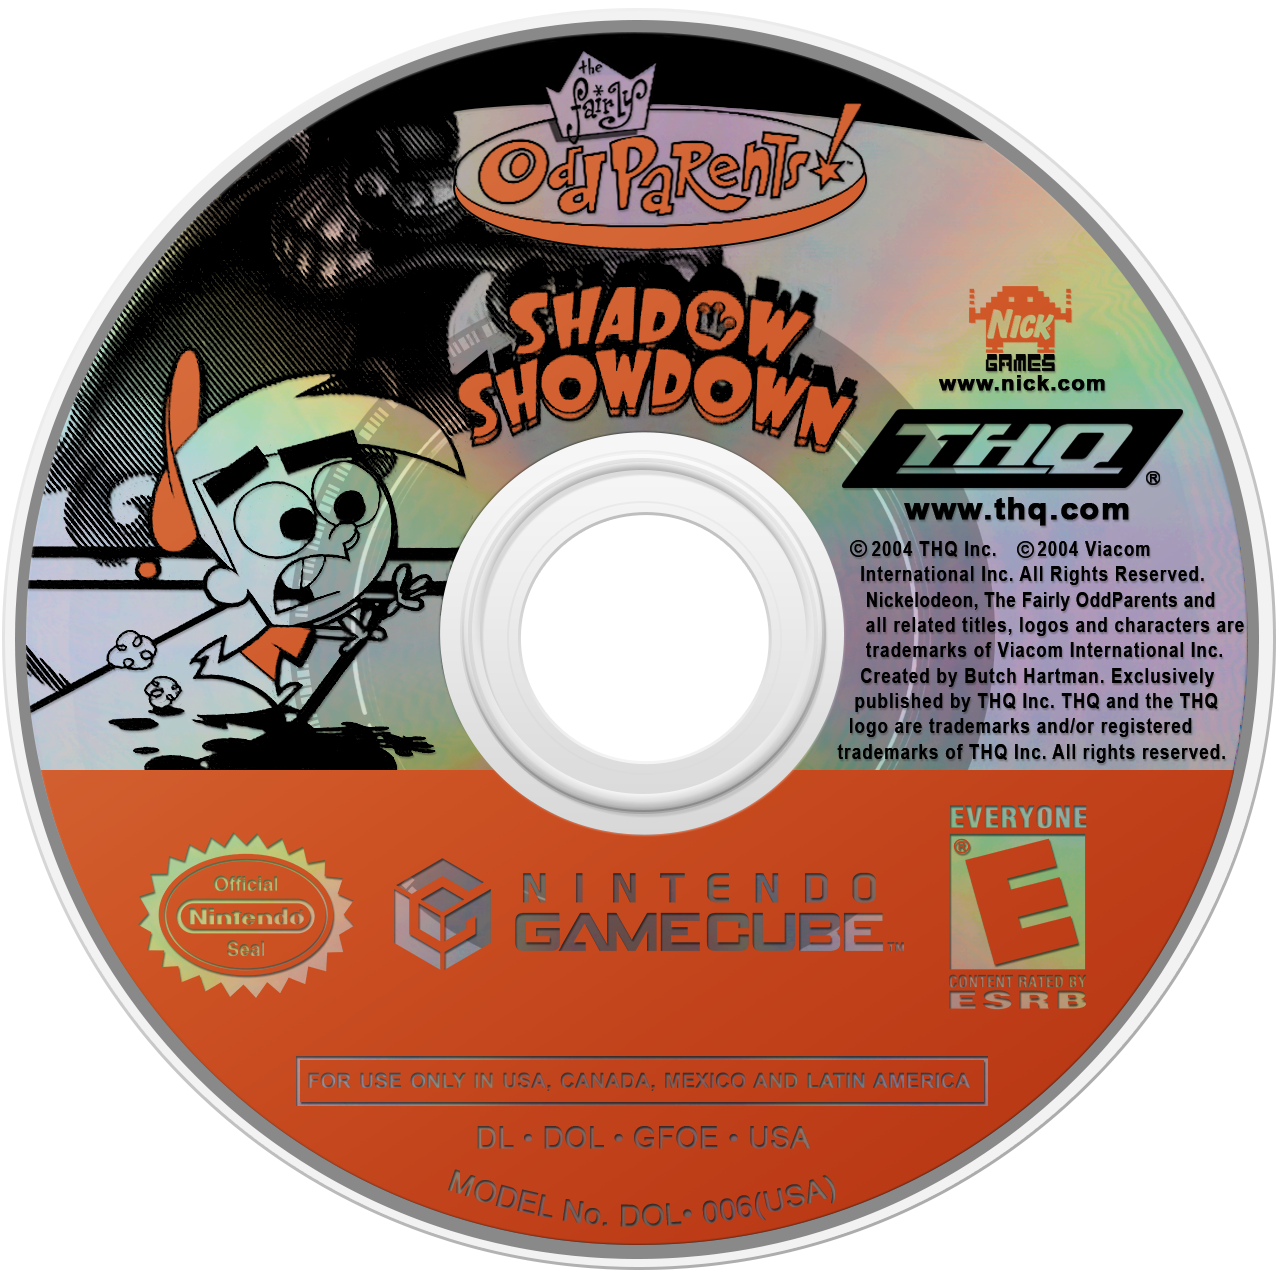 the
fairly
OddParents!
SHADOW
SHOWDOWN
NICK
GAMES
www.nick.com
THQ®
www.thq.com
© 2004 THQ Inc. © 2004 Viacom
International Inc. All Rights Reserved.
Nickelodeon, The Fairly OddParents and
all related titles, logos and characters are
trademarks of Viacom International Inc.
Created by Butch Hartman. Exclusively
published by THQ Inc. THQ and the THQ
logo are trademarks and/or registered
trademarks of THQ Inc. All rights reserved.
Official
Nintendo
Seal
NINTENDO
GAMECUBE™
EVERYONE
E®
CONTENT RATED BY
ESRB
FOR USE ONLY IN USA, CANADA, MEXICO AND LATIN AMERICA
DL • DOL • GFOE • USA
MODEL No. DOL• 006(USA)